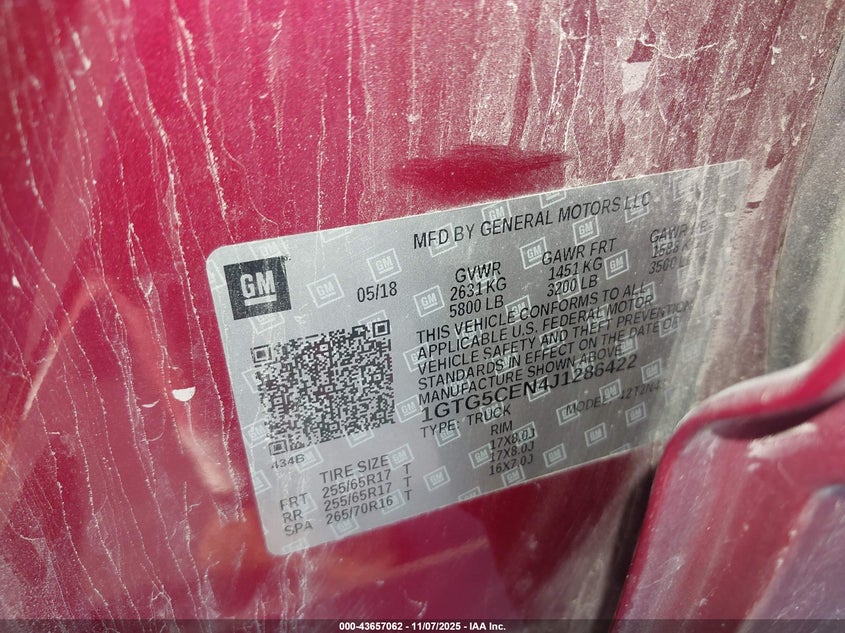 MFD BY GENERAL MOTORS LLC
GM
05/18
GVWR GAWR FRT GAWR
2631 KG 1451 KG
5800 LB 3200 LB
THIS VEHICLE CONFORMS TO ALL
APPLICABLE U.S. FEDERAL MOTOR
VEHICLE SAFETY AND THEFT PREVENTION
STANDARDS IN EFFECT ON THE DATE OF
MANUFACTURE SHOWN ABOVE
1GTG5CEN4J1286422
TYPE: TRUCK MODEL:
434B
TIRE SIZE RIM
FRT 255/65R17 T 17X8.0J
RR 255/65R17 T 17X8.0J
SPA 265/70R16 T 16X7.0J
000-43657062 - 11/07/2025 - IAA Inc.